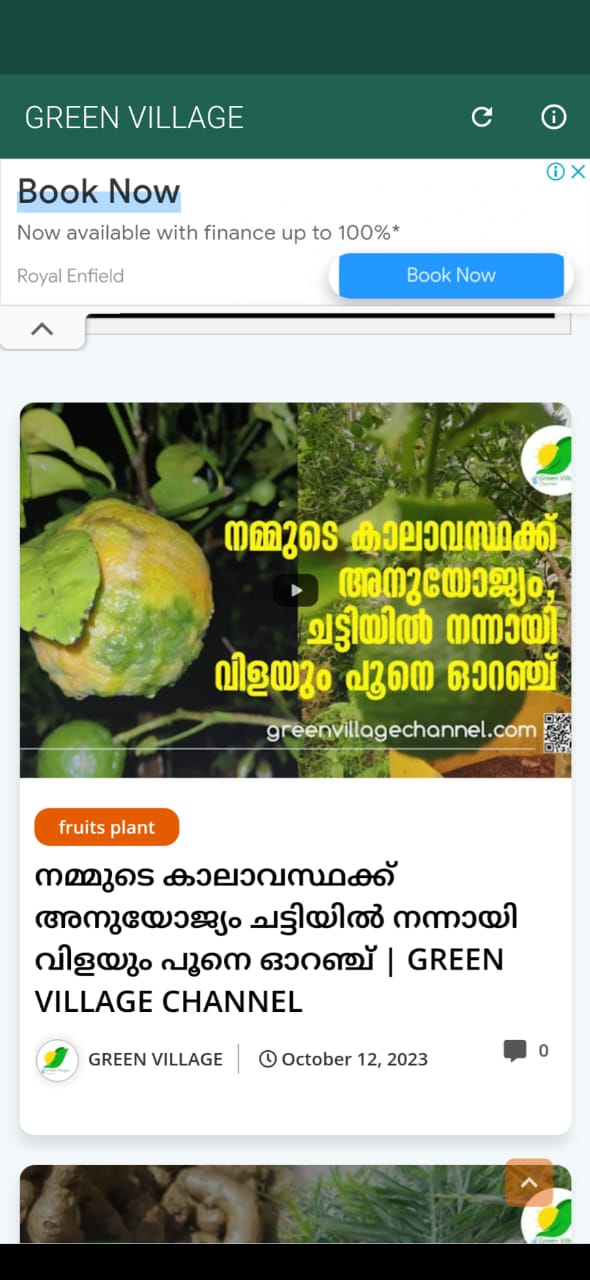 GREEN VILLAGE
Book Now
Now available with finance up to 100%*
Royal Enfield
Book Now
നമ്മുടെ കാലാവസ്ഥക്ക്
അനുയോജ്യം,
ചട്ടിയിൽ നന്നായി
വിളയും പൂനെ ഓറഞ്ച്
greenvillagechannel.com
fruits plant
നമ്മുടെ കാലാവസ്ഥക്ക്
അനുയോജ്യം ചട്ടിയിൽ നന്നായി
വിളയും പൂനെ ഓറഞ്ച് | GREEN
VILLAGE CHANNEL
GREEN VILLAGE
October 12, 2023
0